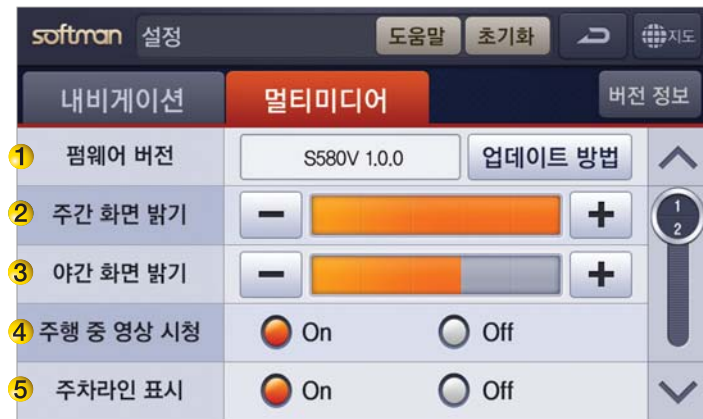 softman 설정 도움말 초기화 지도
내비게이션 멀티미디어 버전 정보
1 펌웨어 버전 S580V 1.0.0 업데이트 방법
2 주간 화면 밝기 − +
3 야간 화면 밝기 − +
4 주행 중 영상 시청 On Off
5 주차라인 표시 On Off
1
2